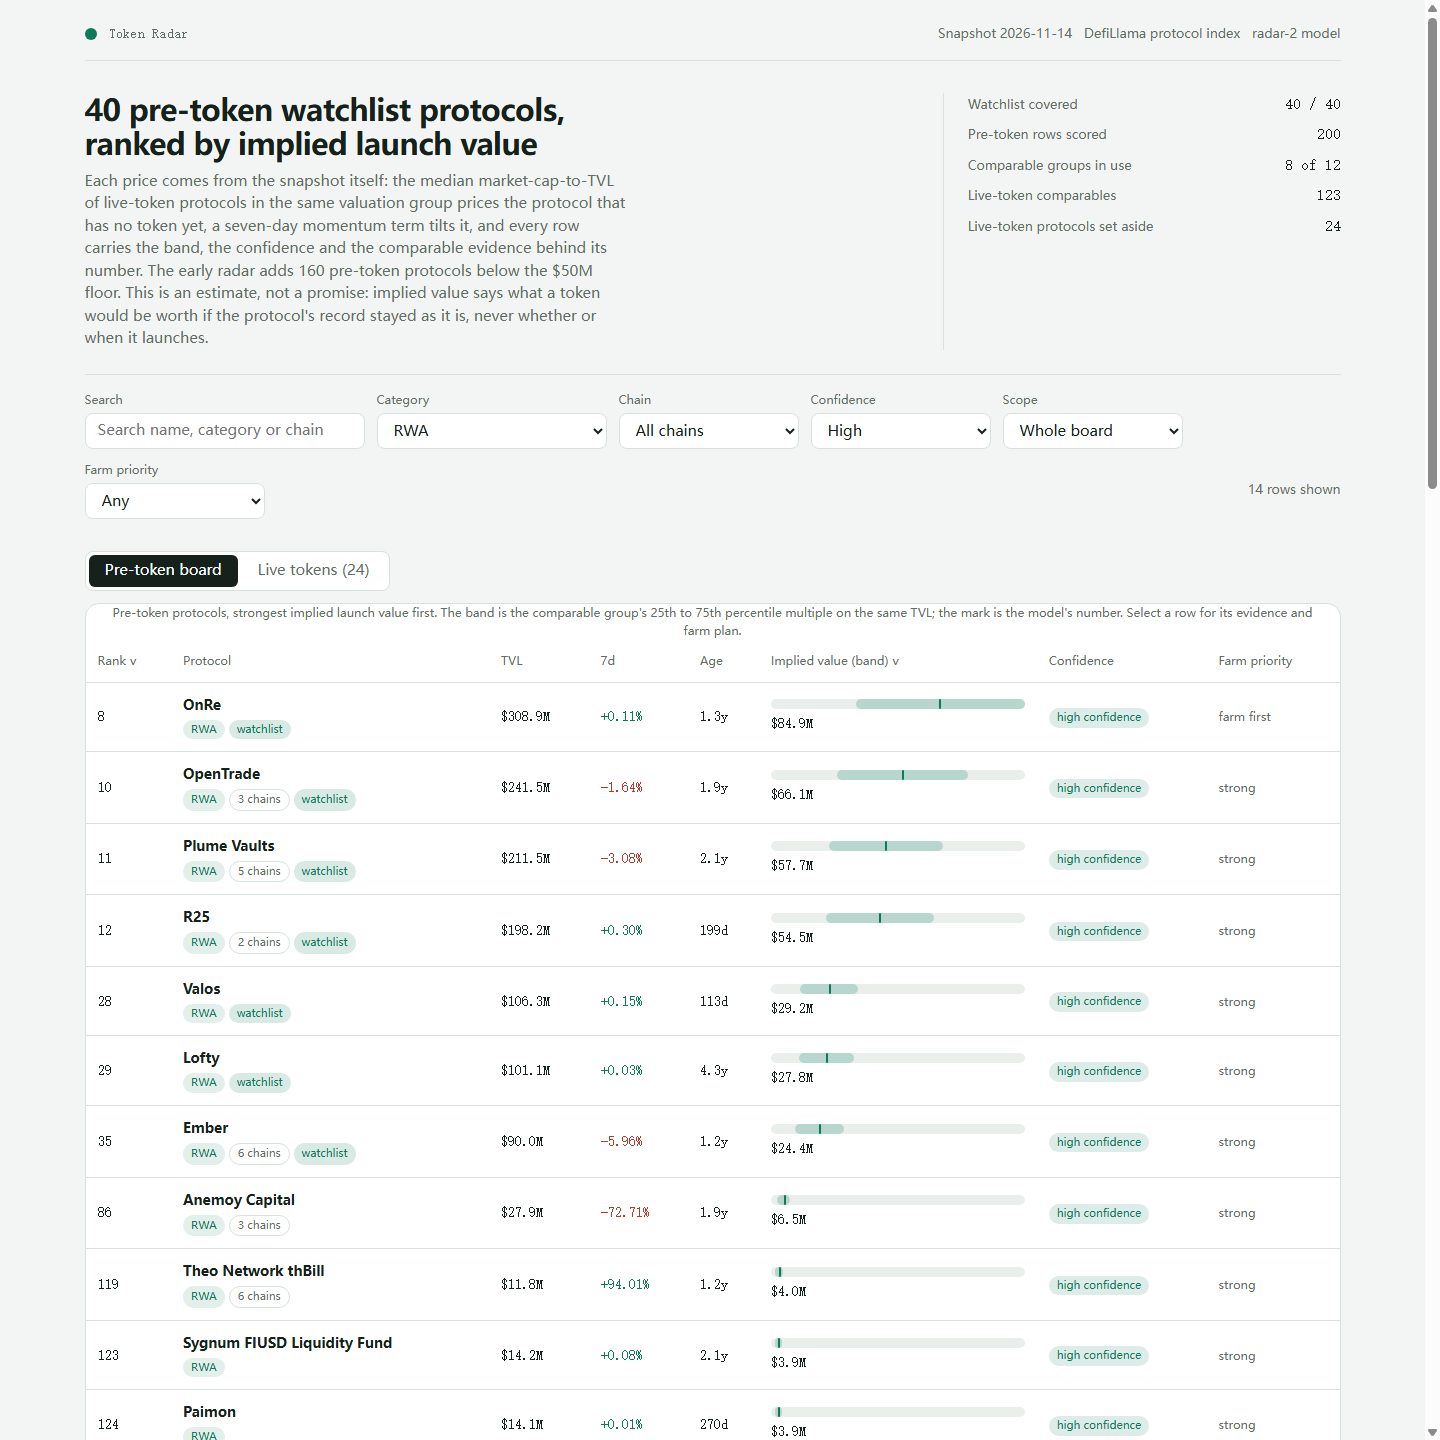 Token Radar
Snapshot 2026-11-14 DefiLlama protocol index radar-2 model
40 pre-token watchlist protocols,
ranked by implied launch value
Each price comes from the snapshot itself: the median market-cap-to-TVL
of live-token protocols in the same valuation group prices the protocol that
has no token yet, a seven-day momentum term tilts it, and every row
carries the band, the confidence and the comparable evidence behind its
number. The early radar adds 160 pre-token protocols below the $50M
floor. This is an estimate, not a promise: implied value says what a token
would be worth if the protocol's record stayed as it is, never whether or
when it launches.
Watchlist covered 40 / 40
Pre-token rows scored 200
Comparable groups in use 8 of 12
Live-token comparables 123
Live-token protocols set aside 24
Search Category Chain Confidence Scope
Search name, category or chain RWA All chains High Whole board
Farm priority
Any
14 rows shown
Pre-token board Live tokens (24)
Pre-token protocols, strongest implied launch value first. The band is the comparable group's 25th to 75th percentile multiple on the same TVL; the mark is the model's number. Select a row for its evidence and
farm plan.
Rank v Protocol TVL 7d Age Implied value (band) v Confidence Farm priority
8 OnRe $308.9M +0.11% 1.3y $84.9M high confidence farm first
RWA watchlist
10 OpenTrade $241.5M −1.64% 1.9y $66.1M high confidence strong
RWA 3 chains watchlist
11 Plume Vaults $211.5M −3.08% 2.1y $57.7M high confidence strong
RWA 5 chains watchlist
12 R25 $198.2M +0.30% 199d $54.5M high confidence strong
RWA 2 chains watchlist
28 Valos $106.3M +0.15% 113d $29.2M high confidence strong
RWA watchlist
29 Lofty $101.1M +0.03% 4.3y $27.8M high confidence strong
RWA watchlist
35 Ember $90.0M −5.96% 1.2y $24.4M high confidence strong
RWA 6 chains watchlist
86 Anemoy Capital $27.9M −72.71% 1.9y $6.5M high confidence strong
RWA 3 chains
119 Theo Network thBill $11.8M +94.01% 1.2y $4.0M high confidence strong
RWA 6 chains
123 Sygnum FIUSD Liquidity Fund $14.2M +0.08% 2.1y $3.9M high confidence strong
RWA
124 Paimon $14.1M +0.01% 270d $3.9M high confidence strong
RWA